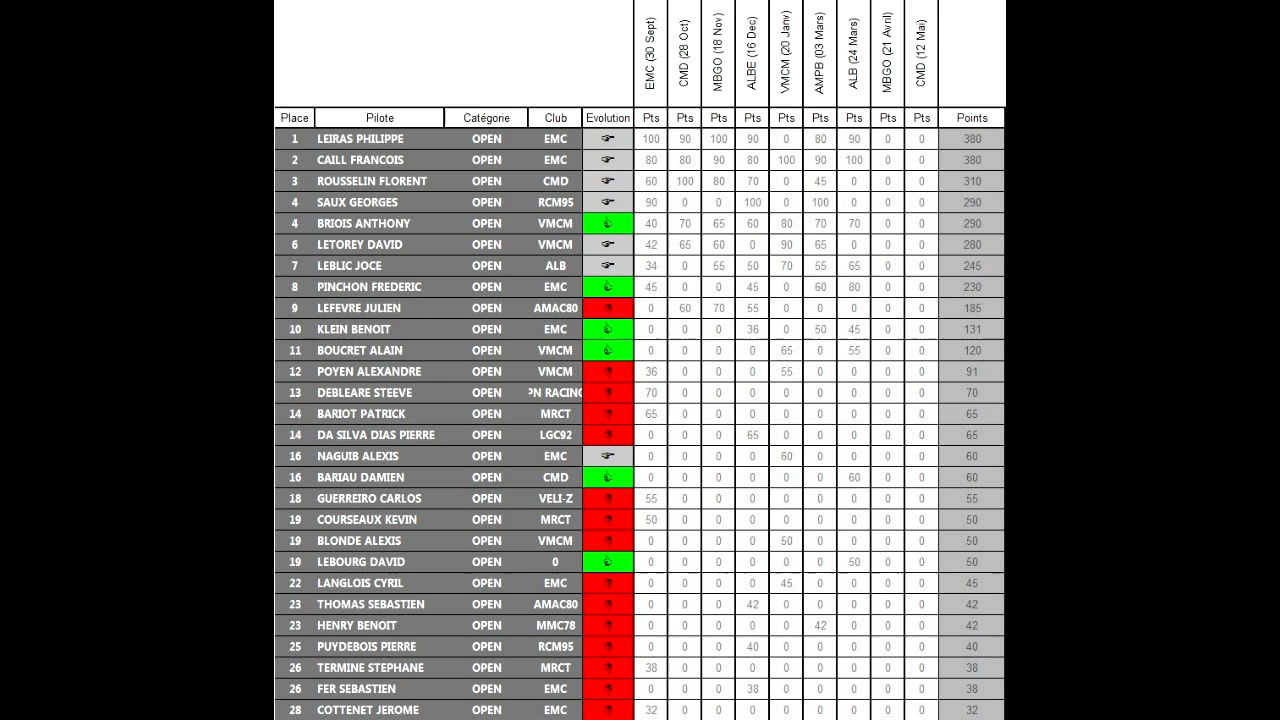 EMC (30 Sept) CMD (28 Oct) MBGO (18 Nov) ALBE (16 Dec) VMCM (20 Janv) AMPB (03 Mars) ALB (24 Mars) MBGO (21 Avril) CMD (12 Mai)
Place Pilote Catégorie Club Evolution Pts Pts Pts Pts Pts Pts Pts Pts Pts Points
1 LEIRAS PHILIPPE OPEN EMC 100 90 100 90 0 80 90 0 0 380
2 CAILL FRANCOIS OPEN EMC 80 80 90 80 100 90 100 0 0 380
3 ROUSSELIN FLORENT OPEN CMD 60 100 80 70 0 45 0 0 0 310
4 SAUX GEORGES OPEN RCM95 90 0 0 100 0 100 0 0 0 290
4 BRIOIS ANTHONY OPEN VMCM 40 70 65 60 80 70 70 0 0 290
6 LETOREY DAVID OPEN VMCM 42 65 60 0 90 65 0 0 0 280
7 LEBLIC JOCE OPEN ALB 34 0 55 50 70 55 65 0 0 245
8 PINCHON FREDERIC OPEN EMC 45 0 0 45 0 60 80 0 0 230
9 LEFEVRE JULIEN OPEN AMAC80 0 60 70 55 0 0 0 0 0 185
10 KLEIN BENOIT OPEN EMC 0 0 0 36 0 50 45 0 0 131
11 BOUCRET ALAIN OPEN VMCM 0 0 0 0 65 0 55 0 0 120
12 POYEN ALEXANDRE OPEN VMCM 36 0 0 0 55 0 0 0 0 91
13 DEBLEARE STEEVE OPEN PN RACING 70 0 0 0 0 0 0 0 0 70
14 BARIOT PATRICK OPEN MRCT 65 0 0 0 0 0 0 0 0 65
14 DA SILVA DIAS PIERRE OPEN LGC92 0 0 0 65 0 0 0 0 0 65
16 NAGUIB ALEXIS OPEN EMC 0 0 0 0 60 0 0 0 0 60
16 BARIAU DAMIEN OPEN CMD 0 0 0 0 0 0 60 0 0 60
18 GUERREIRO CARLOS OPEN VELI-Z 55 0 0 0 0 0 0 0 0 55
19 COURSEAUX KEVIN OPEN MRCT 50 0 0 0 0 0 0 0 0 50
19 BLONDE ALEXIS OPEN VMCM 0 0 0 0 50 0 0 0 0 50
19 LEBOURG DAVID OPEN 0 0 0 0 0 0 0 50 0 0 50
22 LANGLOIS CYRIL OPEN EMC 0 0 0 0 45 0 0 0 0 45
23 THOMAS SEBASTIEN OPEN AMAC80 0 0 0 42 0 0 0 0 0 42
23 HENRY BENOIT OPEN MMC78 0 0 0 0 0 42 0 0 0 42
25 PUYDEBOIS PIERRE OPEN RCM95 0 0 0 40 0 0 0 0 0 40
26 TERMINE STEPHANE OPEN MRCT 38 0 0 0 0 0 0 0 0 38
26 FER SEBASTIEN OPEN EMC 0 0 0 38 0 0 0 0 0 38
28 COTTENET JEROME OPEN EMC 32 0 0 0 0 0 0 0 0 32